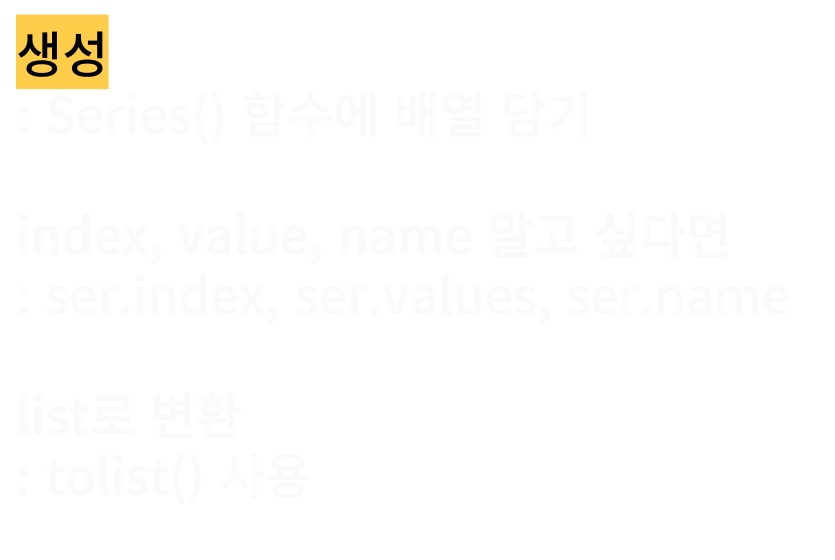 생성
: Series() 함수에 배열 담기
index, value, name 알고 싶다면
: ser.index, ser.values, ser.name
list로 변환
: tolist() 사용